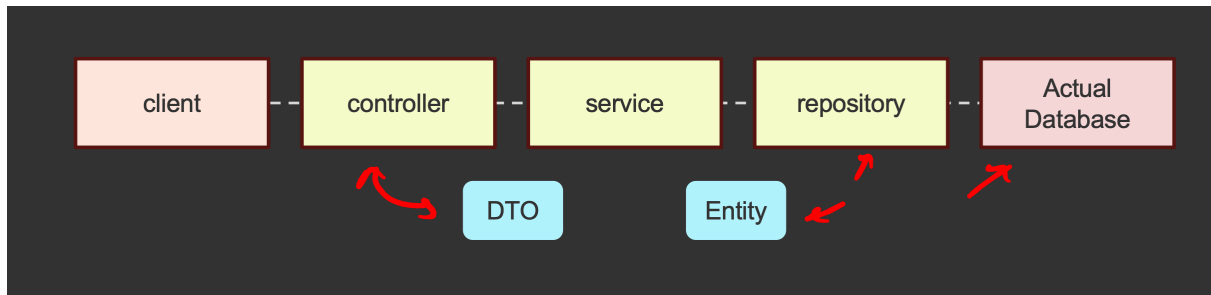 client
controller
service
repository
Actual
Database
DTO
Entity